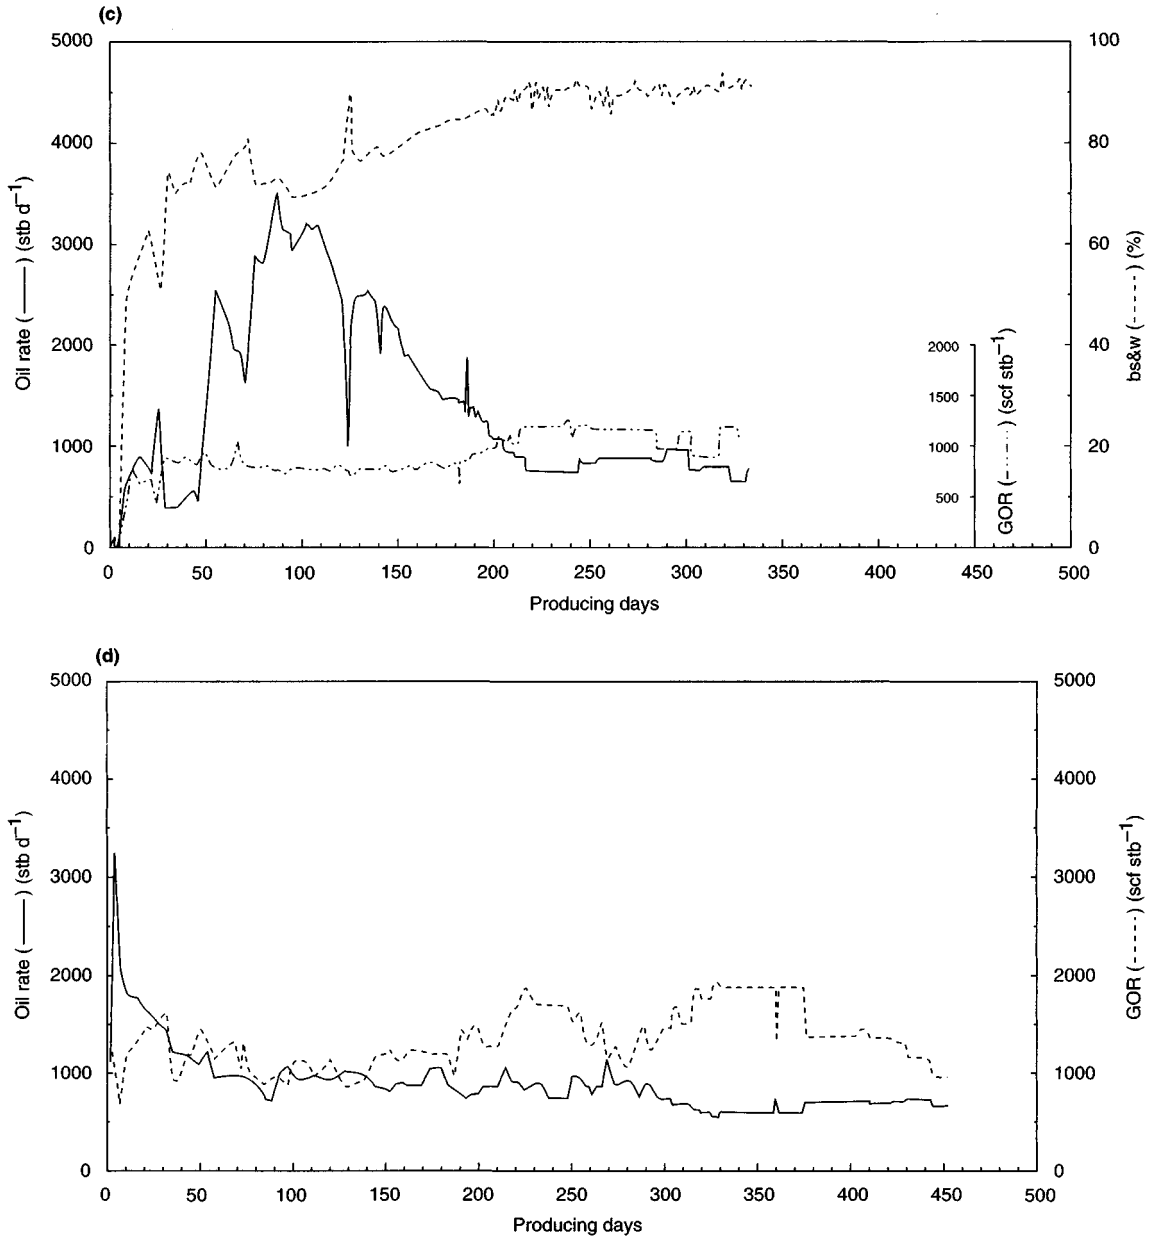 (c)
5000
4000
3000
2000
1000
0
Oil rate ( —— ) (stb d⁻¹)
100
80
60
40
20
0
bs&w ( - - - - ) (%)
2000
1500
1000
500
GOR ( — · · · — ) (scf stb⁻¹)
0 50 100 150 200 250 300 350 400 450 500
Producing days
(d)
5000
4000
3000
2000
1000
0
Oil rate ( —— ) (stb d⁻¹)
5000
4000
3000
2000
1000
0
GOR ( - - - - ) (scf stb⁻¹)
0 50 100 150 200 250 300 350 400 450 500
Producing days